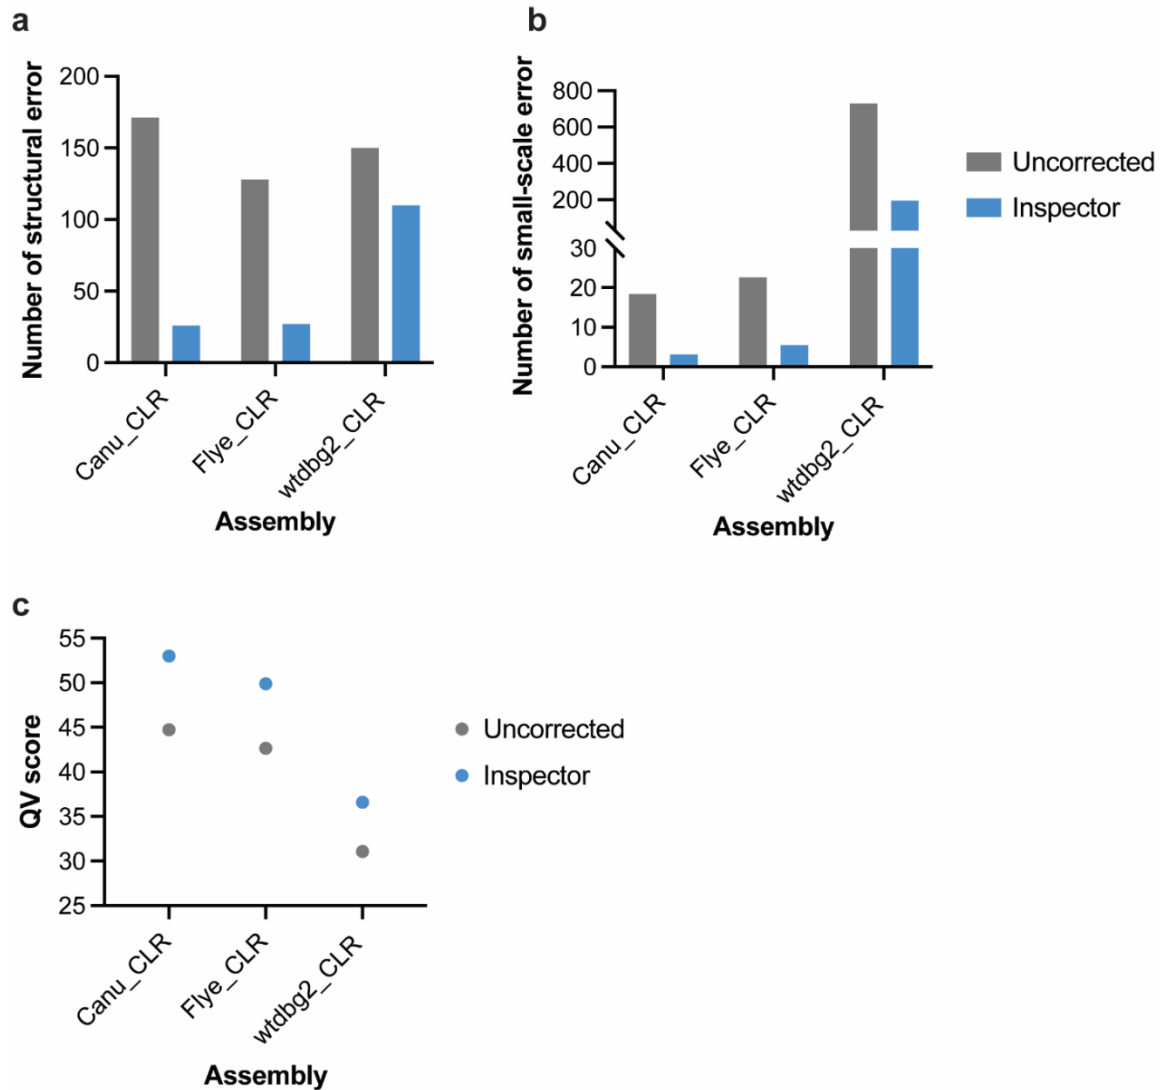 a
Number of structural error
200
150
100
50
0
Canu_CLR
Flye_CLR
wtdbg2_CLR
Assembly
b
Number of small-scale error
800
600
400
200
30
20
10
0
Canu_CLR
Flye_CLR
wtdbg2_CLR
Assembly
Uncorrected
Inspector
c
QV score
55
50
45
40
35
30
25
Canu_CLR
Flye_CLR
wtdbg2_CLR
Assembly
Uncorrected
Inspector